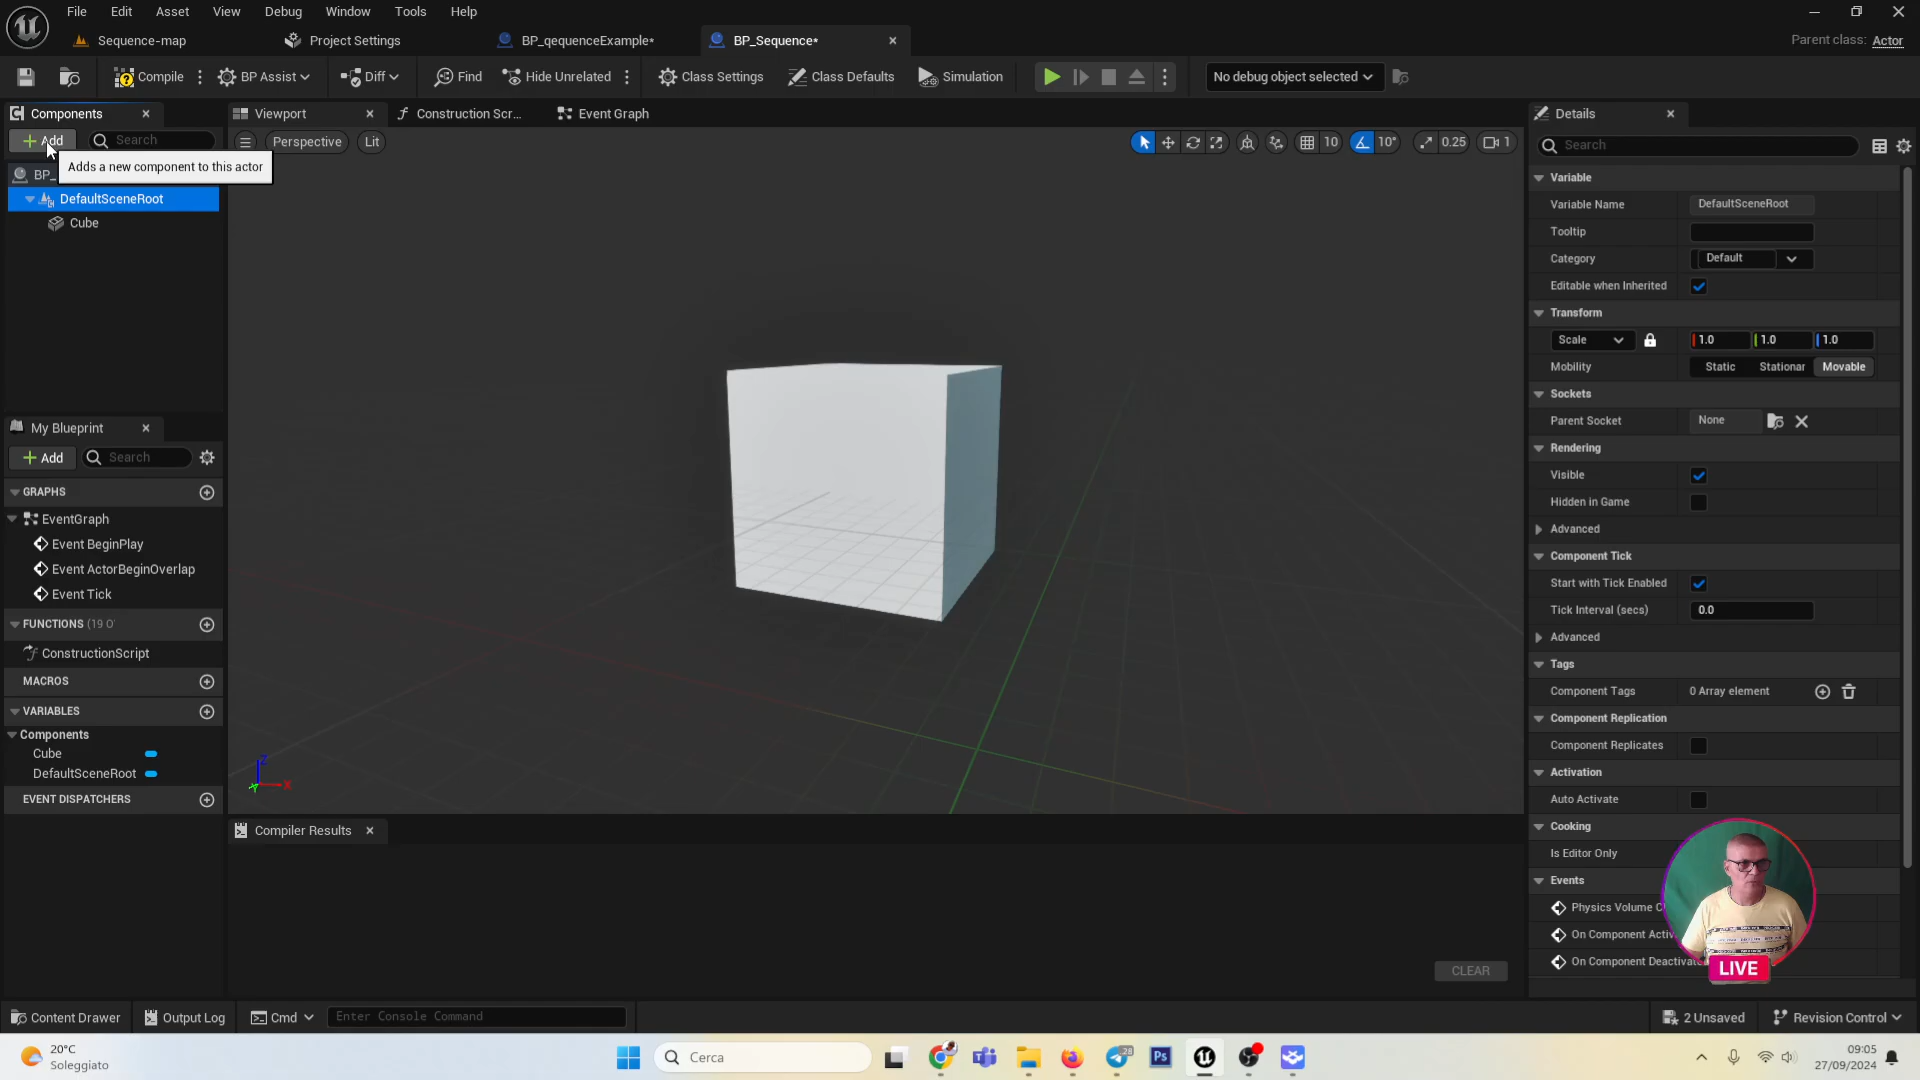 File Edit Asset View Debug Window Tools Help
Sequence-map
Project Settings
BP_qequenceExample*
BP_Sequence*
Parent class: Actor
Compile
BP Assist
Diff
Find
Hide Unrelated
Class Settings
Class Defaults
Simulation
No debug object selected
Components
Viewport
Construction Scr...
Event Graph
Details
Add
Search
Perspective
Lit
10
10°
0.25
1
Search
Adds a new component to this actor
BP_
DefaultSceneRoot
Cube
Variable
Variable Name DefaultSceneRoot
Tooltip
Category Default
Editable when Inherited
Transform
Scale 1.0 1.0 1.0
Mobility Static Stationar Movable
Sockets
Parent Socket None
Rendering
Visible
Hidden in Game
Advanced
Component Tick
Start with Tick Enabled
Tick Interval (secs) 0.0
Advanced
Tags
Component Tags 0 Array element
Component Replication
Component Replicates
Activation
Auto Activate
Cooking
Is Editor Only
Events
Physics Volume C
On Component Activ
On Component Deactivat
LIVE
My Blueprint
Add
Search
GRAPHS
EventGraph
Event BeginPlay
Event ActorBeginOverlap
Event Tick
FUNCTIONS (19 O
ConstructionScript
MACROS
VARIABLES
Components
Cube
DefaultSceneRoot
EVENT DISPATCHERS
Z
X
Y
Compiler Results
CLEAR
Content Drawer
Output Log
Cmd
Enter Console Command
2 Unsaved
Revision Control
20°C
Soleggiato
Cerca
28
Ps
09:05
27/09/2024